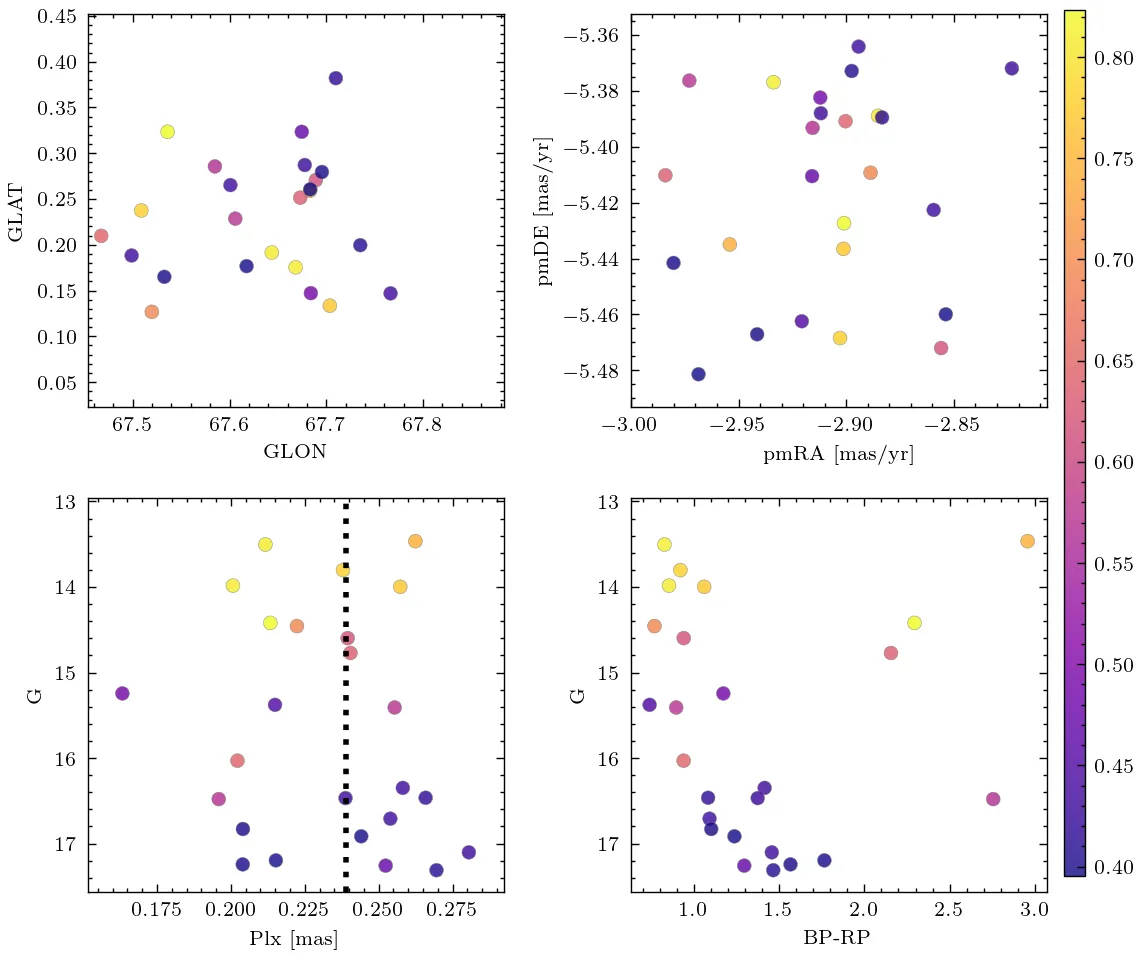 0.45
0.40
0.35
0.30
0.25
0.20
0.15
0.10
0.05
GLAT
67.5 67.6 67.7 67.8
GLON
−5.36
−5.38
−5.40
−5.42
−5.44
−5.46
−5.48
pmDE [mas/yr]
−3.00 −2.95 −2.90 −2.85
pmRA [mas/yr]
13
14
15
16
17
G
0.175 0.200 0.225 0.250 0.275
Plx [mas]
13
14
15
16
17
G
1.0 1.5 2.0 2.5 3.0
BP-RP
0.80
0.75
0.70
0.65
0.60
0.55
0.50
0.45
0.40